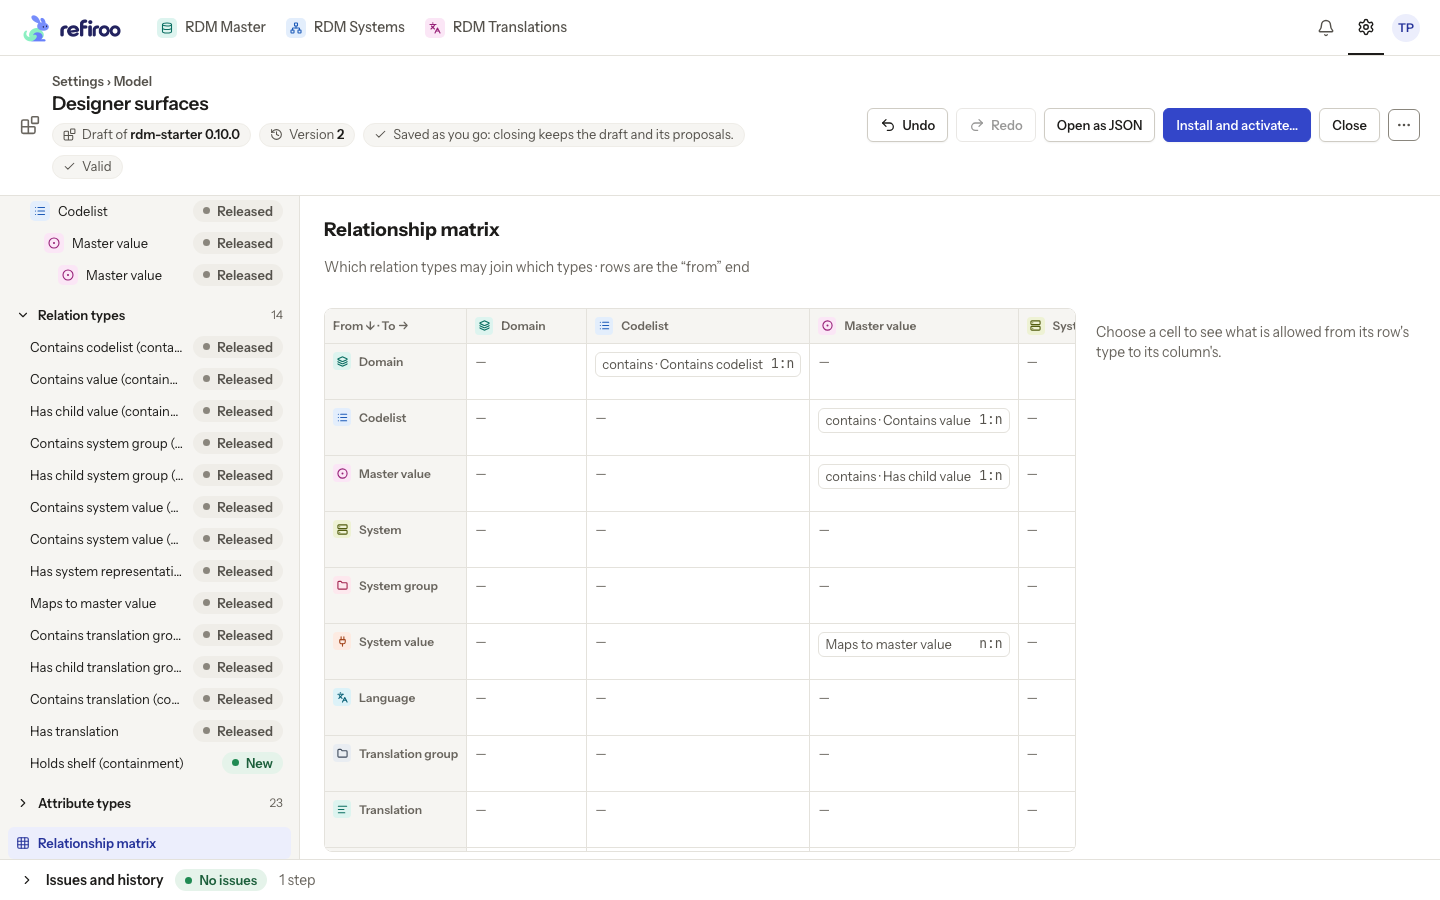 refiroo
RDM Master
RDM Systems
RDM Translations
TP
Settings › Model
Designer surfaces
Draft of rdm-starter 0.10.0
Version 2
Saved as you go: closing keeps the draft and its proposals.
Valid
Undo
Redo
Open as JSON
Install and activate...
Close
Codelist Released
Master value Released
Master value Released
Relation types 14
Contains codelist (conta... Released
Contains value (contain... Released
Has child value (contain... Released
Contains system group (... Released
Has child system group (... Released
Contains system value (... Released
Contains system value (... Released
Has system representati... Released
Maps to master value Released
Contains translation gro... Released
Has child translation gro... Released
Contains translation (co... Released
Has translation Released
Holds shelf (containment) New
Attribute types 23
Relationship matrix
Relationship matrix
Which relation types may join which types · rows are the “from” end
From ↓ · To → Domain Codelist Master value Syst
Domain — contains · Contains codelist 1:n — —
Codelist — — contains · Contains value 1:n —
Master value — — contains · Has child value 1:n —
System — — — —
System group — — — —
System value — — Maps to master value n:n —
Language — — — —
Translation group — — — —
Translation — — — —
Choose a cell to see what is allowed from its row's
type to its column's.
Issues and history No issues 1 step